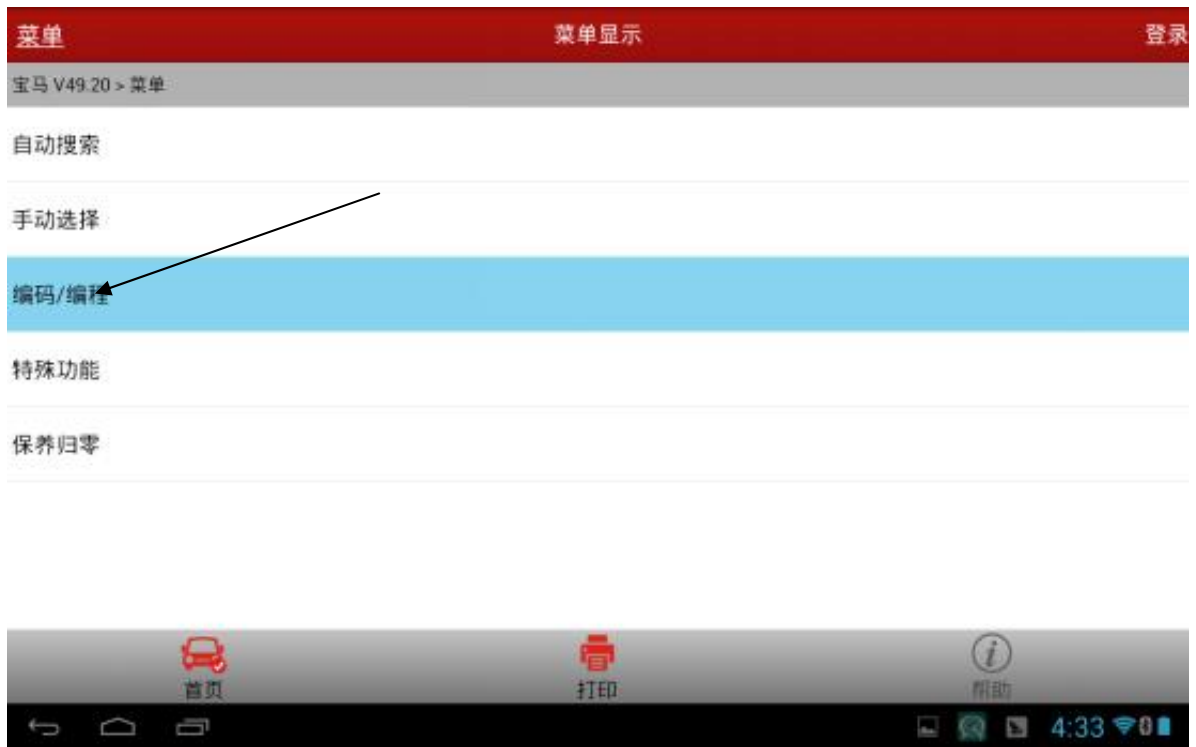 菜单 菜单显示 登录
宝马 V49.20 > 菜单
自动搜索
手动选择
编码/编程
特殊功能
保养归零
首页 打印 帮助
4:33